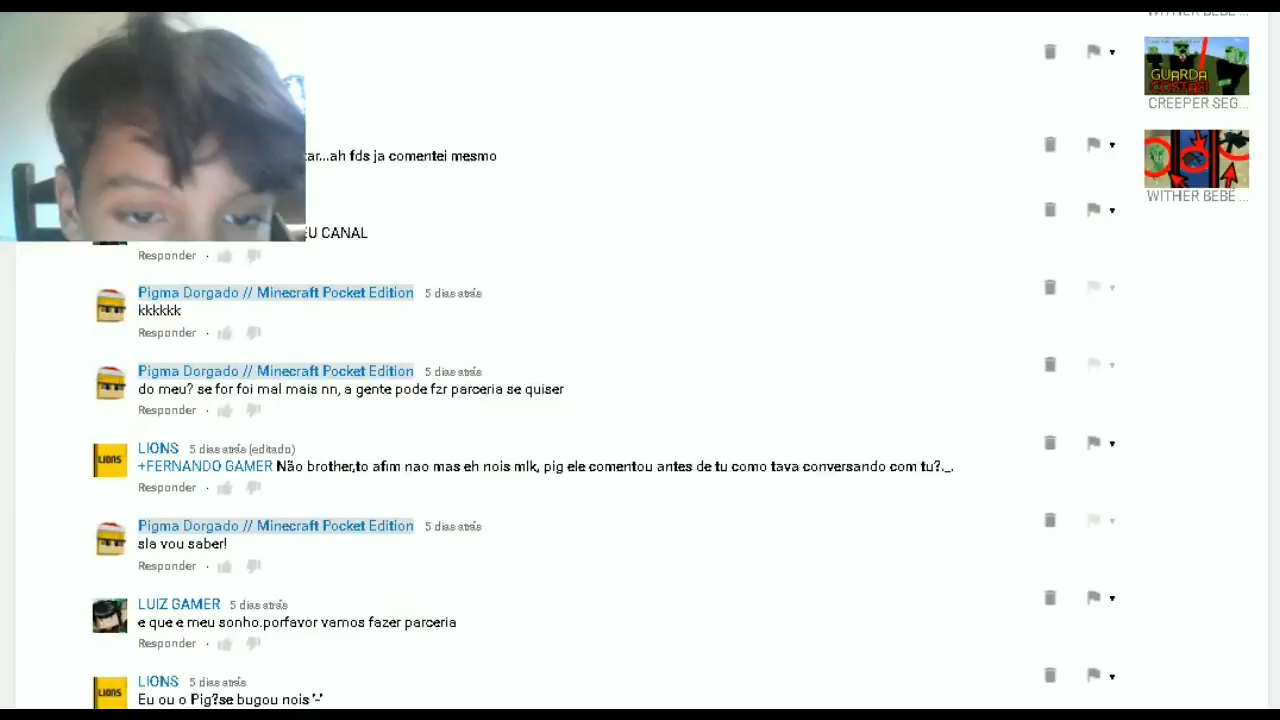 GUARDA
COSTAS!
CREEPER SEG...
...ah fds ja comentei mesmo
WITHER BEBÊ ...
CANAL
Responder ·
Pigma Dorgado // Minecraft Pocket Edition 5 dias atrás
kkkkkk
Responder ·
Pigma Dorgado // Minecraft Pocket Edition 5 dias atrás
do meu? se for foi mal mais nn, a gente pode fzr parceria se quiser
Responder ·
LIONS 5 dias atrás (editado)
LIONS
+FERNANDO GAMER Não brother,to afim nao mas eh nois mlk, pig ele comentou antes de tu como tava conversando com tu?._.
Responder ·
Pigma Dorgado // Minecraft Pocket Edition 5 dias atrás
sla vou saber!
Responder ·
LUIZ GAMER 5 dias atrás
e que e meu sonho.porfavor vamos fazer parceria
Responder ·
LIONS 5 dias atrás
LIONS
Eu ou o Pig?se bugou nois '-'